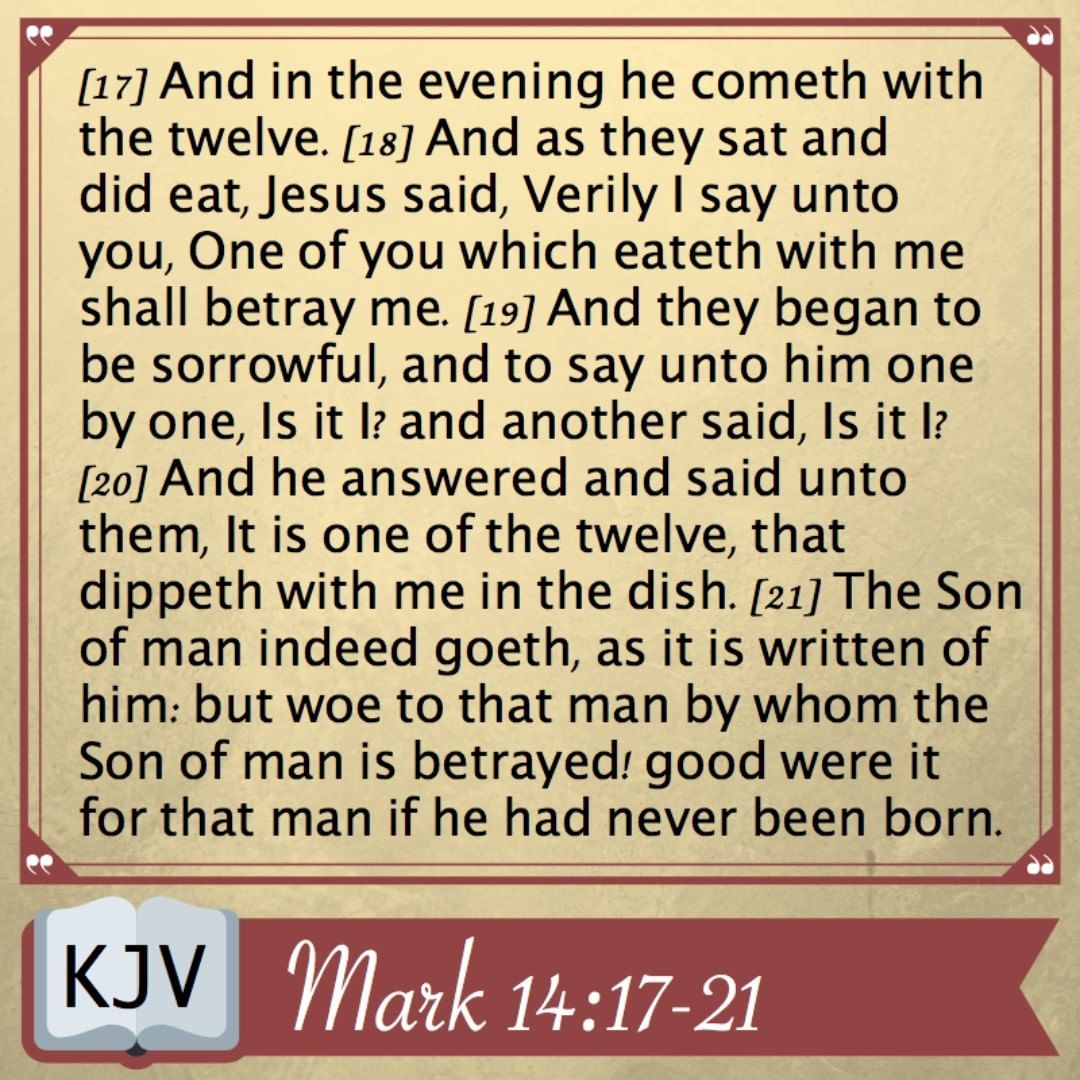 [17] And in the evening he cometh with
the twelve. [18] And as they sat and
did eat, Jesus said, Verily I say unto
you, One of you which eateth with me
shall betray me. [19] And they began to
be sorrowful, and to say unto him one
by one, Is it I? and another said, Is it I?
[20] And he answered and said unto
them, It is one of the twelve, that
dippeth with me in the dish. [21] The Son
of man indeed goeth, as it is written of
him: but woe to that man by whom the
Son of man is betrayed! good were it
for that man if he had never been born.
KJV
Mark 14:17-21